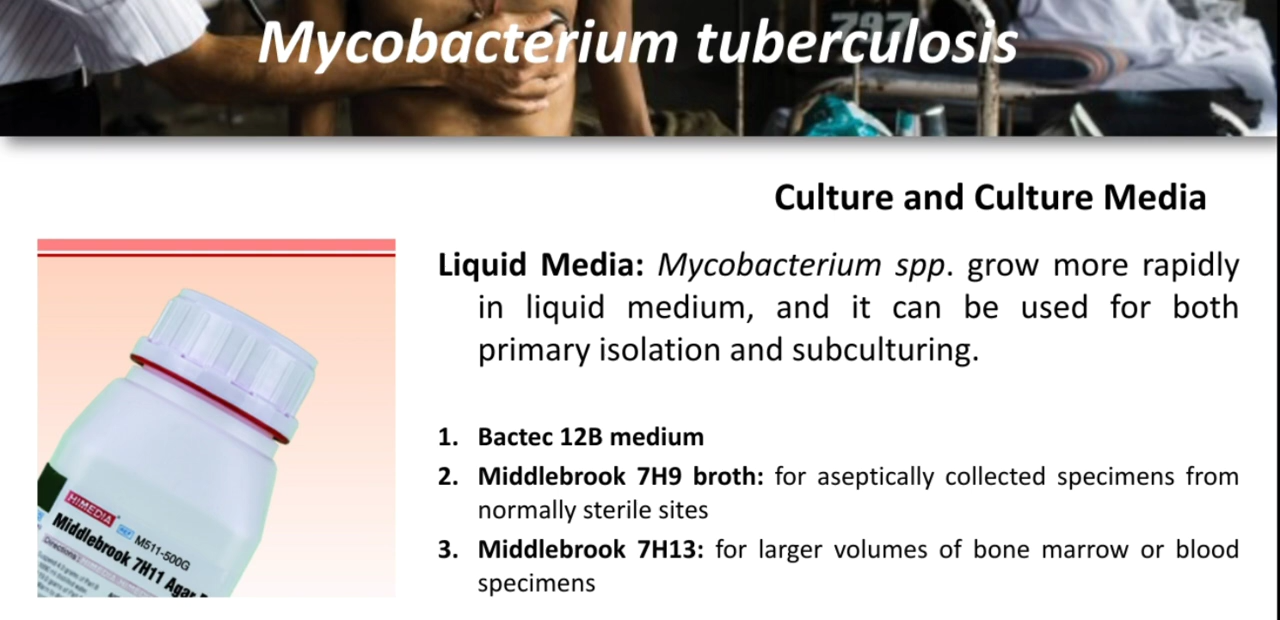 797
Mycobacterium tuberculosis
Culture and Culture Media
Liquid Media: Mycobacterium spp. grow more rapidly
in liquid medium, and it can be used for both
primary isolation and subculturing.
1. Bactec 12B medium
2. Middlebrook 7H9 broth: for aseptically collected specimens from
normally sterile sites
3. Middlebrook 7H13: for larger volumes of bone marrow or blood
specimens
HIMEDIA
REF M511-500G
Middlebrook 7H11 Agar
Directions